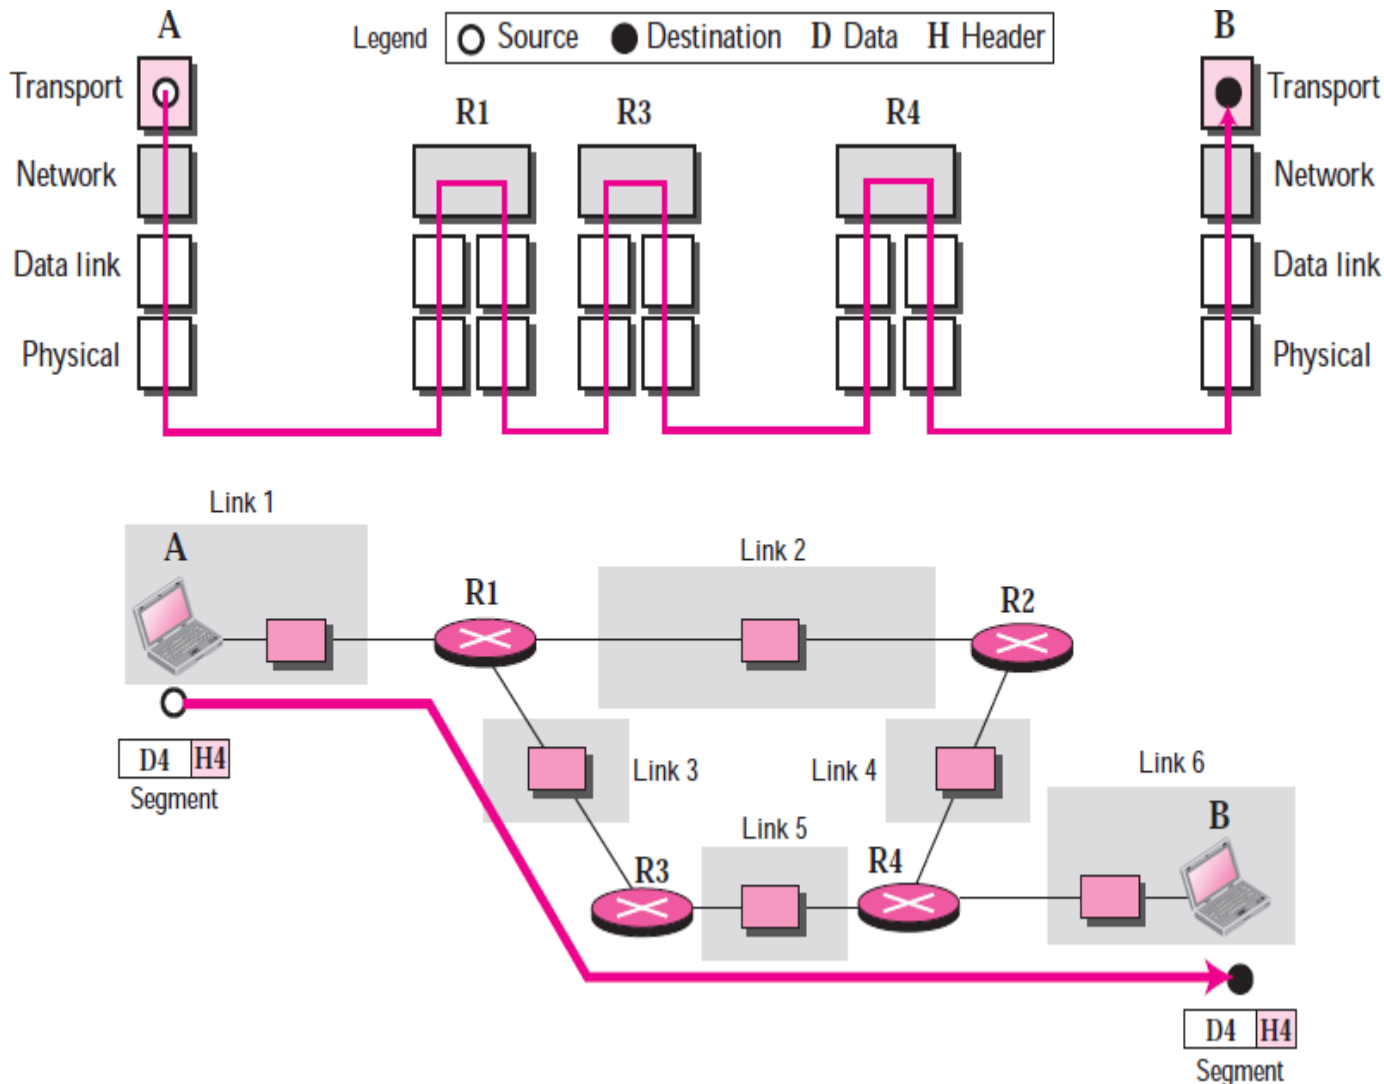 A
Legend Source Destination D Data H Header
B
Transport
Transport
R1 R3 R4
Network
Network
Data link
Data link
Physical
Physical
Link 1
A
Link 2
R1
R2
D4 H4
Segment
Link 3
Link 4
Link 6
B
Link 5
R3
R4
D4 H4
Segment